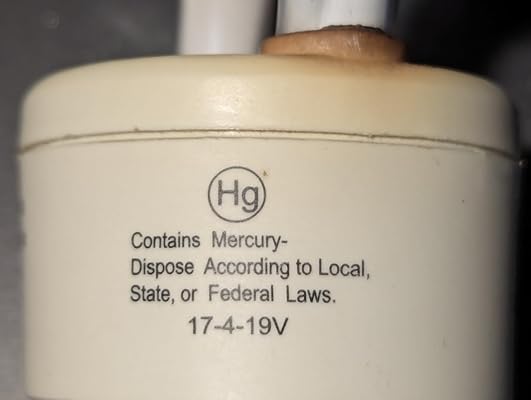 Hg
Contains Mercury-
Dispose According to Local,
State, or Federal Laws.
17-4-19V